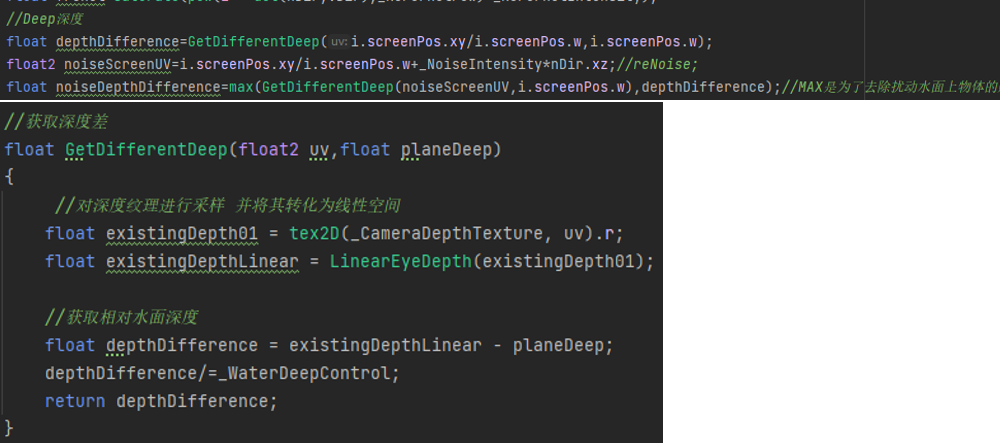 //Deep深度
float depthDifference=GetDifferentDeep(uv:i.screenPos.xy/i.screenPos.w,i.screenPos.w);
float2 noiseScreenUV=i.screenPos.xy/i.screenPos.w+_NoiseIntensity*nDir.xz;//reNoise;
float noiseDepthDifference=max(GetDifferentDeep(noiseScreenUV,i.screenPos.w),depthDifference);//MAX是为了去除扰动水面上物体的
//获取深度差
float GetDifferentDeep(float2 uv,float planeDeep)
{
//对深度纹理进行采样 并将其转化为线性空间
float existingDepth01 = tex2D(_CameraDepthTexture, uv).r;
float existingDepthLinear = LinearEyeDepth(existingDepth01);
//获取相对水面深度
float depthDifference = existingDepthLinear - planeDeep;
depthDifference/=_WaterDeepControl;
return depthDifference;
}